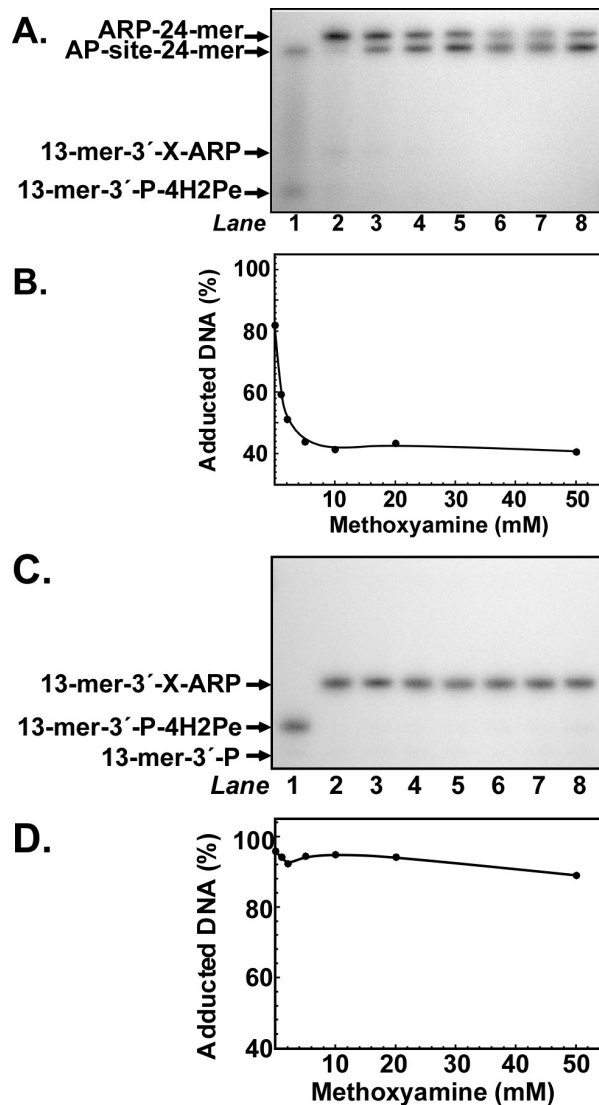 A.
ARP-24-mer
AP-site-24-mer
13-mer-3´-X-ARP
13-mer-3´-P-4H2Pe
Lane 1 2 3 4 5 6 7 8
B.
Adducted DNA (%)
100
80
60
40
10 20 30 40 50
Methoxyamine (mM)
C.
13-mer-3´-X-ARP
13-mer-3´-P-4H2Pe
13-mer-3´-P
Lane 1 2 3 4 5 6 7 8
D.
Adducted DNA (%)
100
80
60
40
10 20 30 40 50
Methoxyamine (mM)